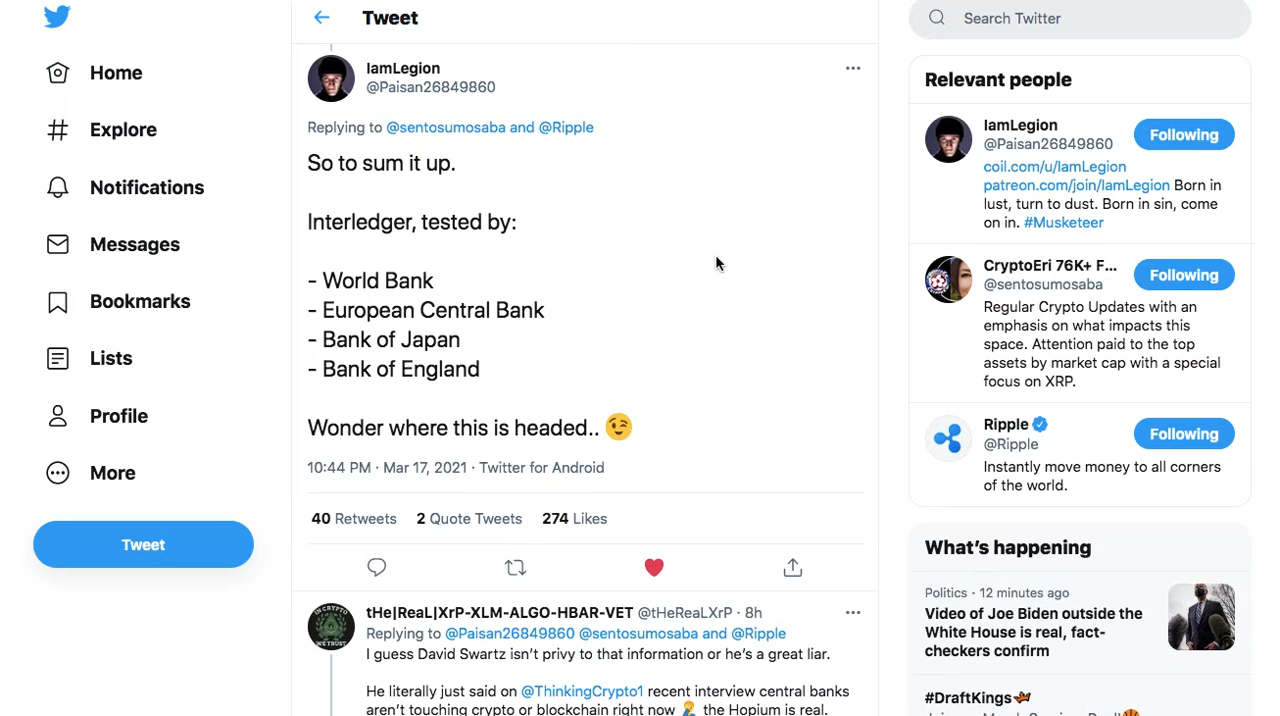 Home
Explore
Notifications
Messages
Bookmarks
Lists
Profile
More
Tweet
Tweet
IamLegion
@Paisan26849860
Replying to @sentosumosaba and @Ripple
So to sum it up.
Interledger, tested by:
- World Bank
- European Central Bank
- Bank of Japan
- Bank of England
Wonder where this is headed.. 😉
10:44 PM · Mar 17, 2021 · Twitter for Android
40 Retweets 2 Quote Tweets 274 Likes
tHe|ReaL|XrP-XLM-ALGO-HBAR-VET @tHeReaLXrP · 8h
Replying to @Paisan26849860 @sentosumosaba and @Ripple
I guess David Swartz isn't privy to that information or he's a great liar.
He literally just said on @ThinkingCrypto1 recent interview central banks
aren't touching crypto or blockchain right now 🤦 the Hopium is real.
Search Twitter
Relevant people
IamLegion
@Paisan26849860
Following
coil.com/u/IamLegion
patreon.com/join/IamLegion Born in
lust, turn to dust. Born in sin, come
on in. #Musketeer
CryptoEri 76K+ F...
@sentosumosaba
Following
Regular Crypto Updates with an
emphasis on what impacts this
space. Attention paid to the top
assets by market cap with a special
focus on XRP.
Ripple
@Ripple
Following
Instantly move money to all corners
of the world.
What's happening
Politics · 12 minutes ago
Video of Joe Biden outside the
White House is real, fact-
checkers confirm
#DraftKings